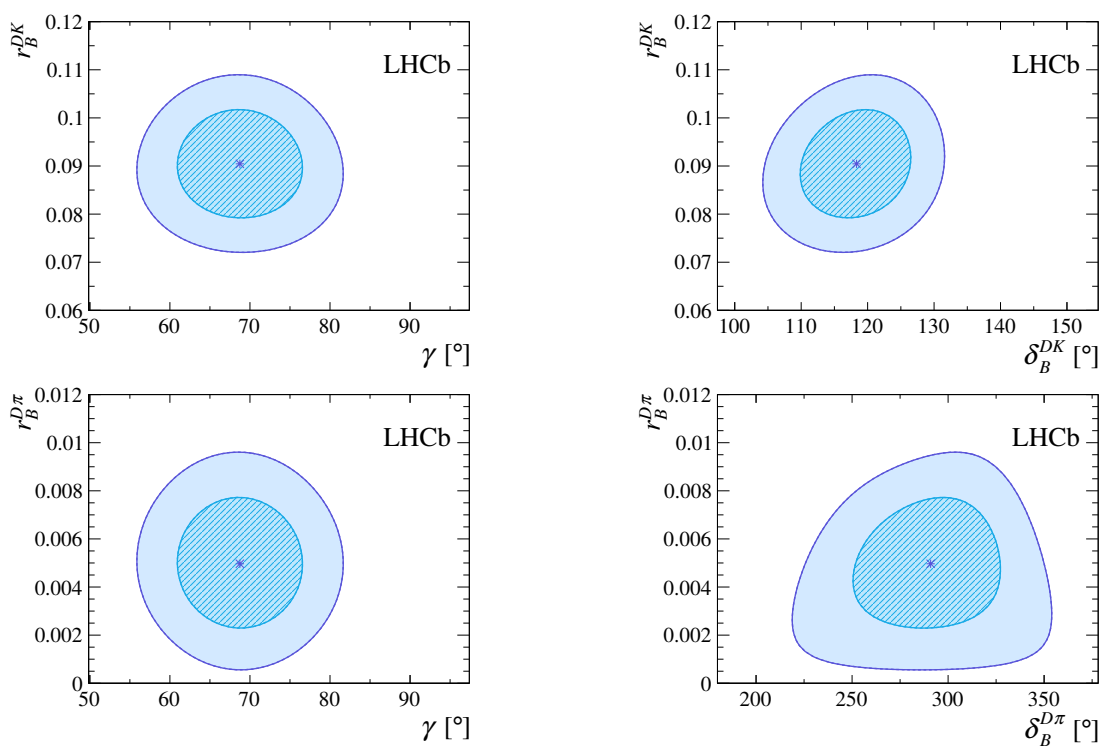 r_B^{DK}
LHCb
0.12
0.11
0.1
0.09
0.08
0.07
0.06
50 60 70 80 90
γ [°]
r_B^{DK}
LHCb
0.12
0.11
0.1
0.09
0.08
0.07
0.06
100 110 120 130 140 150
δ_B^{DK} [°]
r_B^{Dπ}
LHCb
0.012
0.01
0.008
0.006
0.004
0.002
0
50 60 70 80 90
γ [°]
r_B^{Dπ}
LHCb
0.012
0.01
0.008
0.006
0.004
0.002
0
200 250 300 350
δ_B^{Dπ} [°]